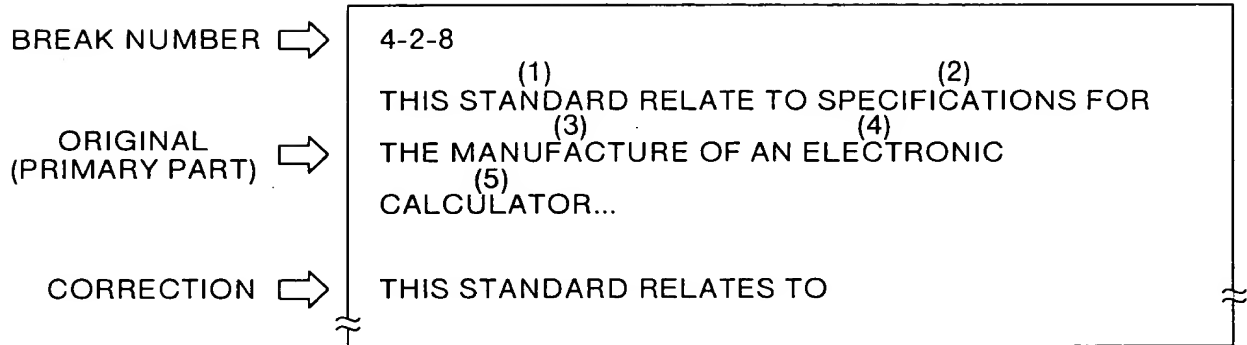 BREAK NUMBER
4-2-8
(1) (2)
THIS STANDARD RELATE TO SPECIFICATIONS FOR
(3) (4)
ORIGINAL
(PRIMARY PART)
THE MANUFACTURE OF AN ELECTRONIC
(5)
CALCULATOR...
CORRECTION
THIS STANDARD RELATES TO